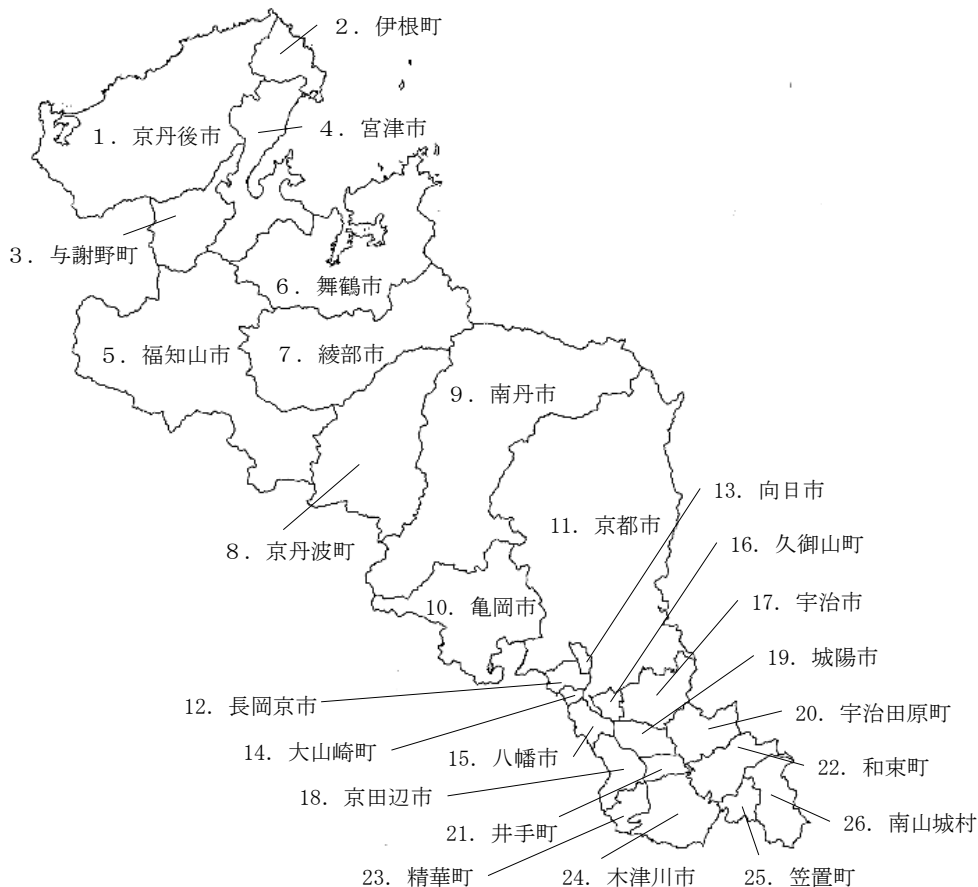 2．伊根町
1．京丹後市
4．宮津市
3．与謝野町
6．舞鶴市
5．福知山市
7．綾部市
9．南丹市
13．向日市
11．京都市
8．京丹波町
16．久御山町
10．亀岡市
17．宇治市
19．城陽市
12．長岡京市
20．宇治田原町
14．大山崎町
15．八幡市
22．和束町
18．京田辺市
21．井手町
26．南山城村
23．精華町
24．木津川市
25．笠置町